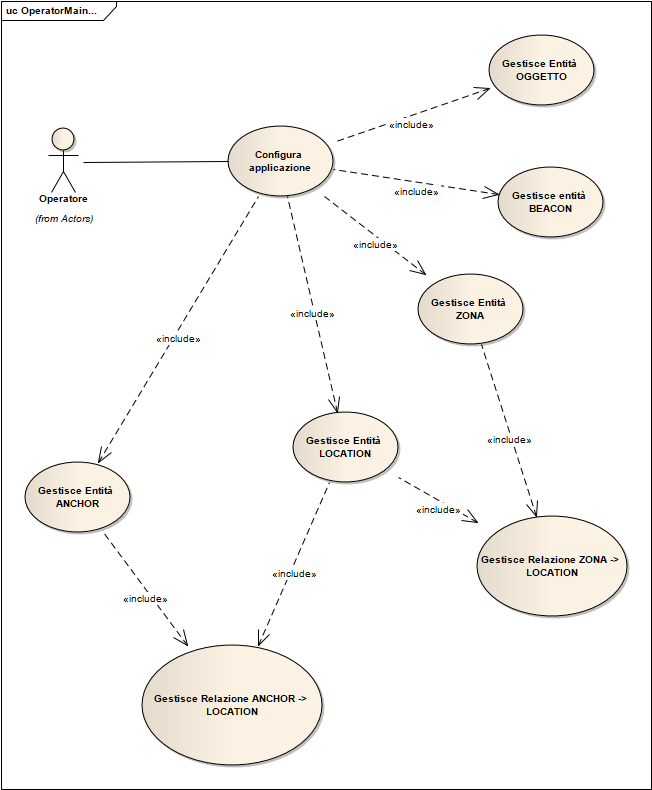 uc OperatorMain...
Gestisce Entità
OGGETTO
«include»
Configura
applicazione
Operatore
(from Actors)
«include»
Gestisce entità
BEACON
«include»
Gestisce Entità
ZONA
«include»
«include»
«include»
Gestisce Entità
LOCATION
Gestisce Entità
ANCHOR
«include»
Gestisce Relazione ZONA ->
LOCATION
«include»
«include»
Gestisce Relazione ANCHOR ->
LOCATION